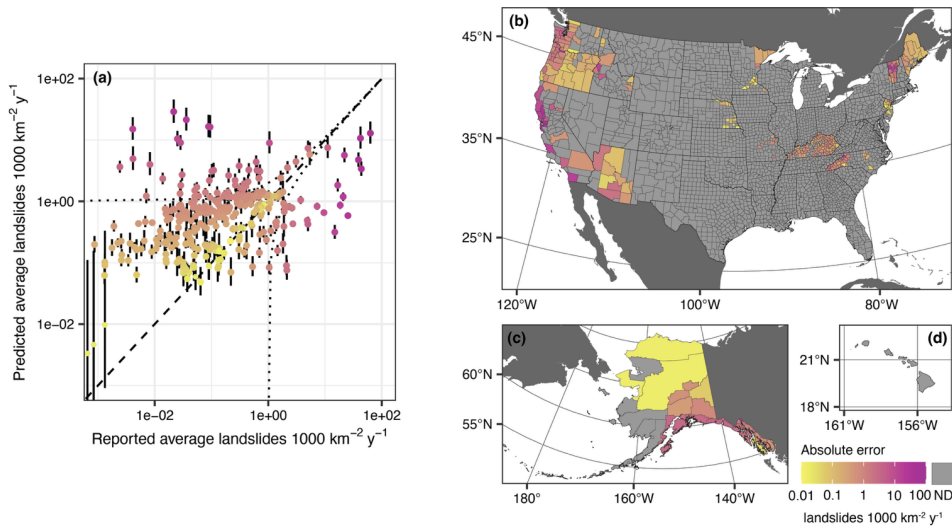 (a)
1e+02
1e+00
1e−02
Predicted average landslides 1000 km⁻² y⁻¹
1e−02 1e+00 1e+02
Reported average landslides 1000 km⁻² y⁻¹
(b)
45°N
35°N
25°N
120°W 100°W 80°W
(c)
60°N
55°N
180° 160°W 140°W
(d)
21°N
18°N
161°W 156°W
Absolute error
0.01 0.1 1 10 100 ND
landslides 1000 km⁻² y⁻¹